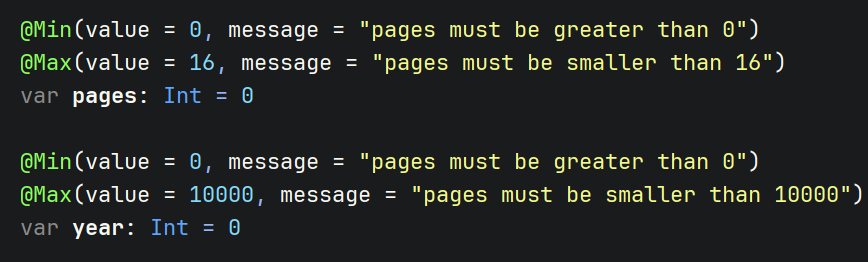 @Min(value = 0, message = "pages must be greater than 0")
@Max(value = 16, message = "pages must be smaller than 16")
var pages: Int = 0
@Min(value = 0, message = "pages must be greater than 0")
@Max(value = 10000, message = "pages must be smaller than 10000")
var year: Int = 0